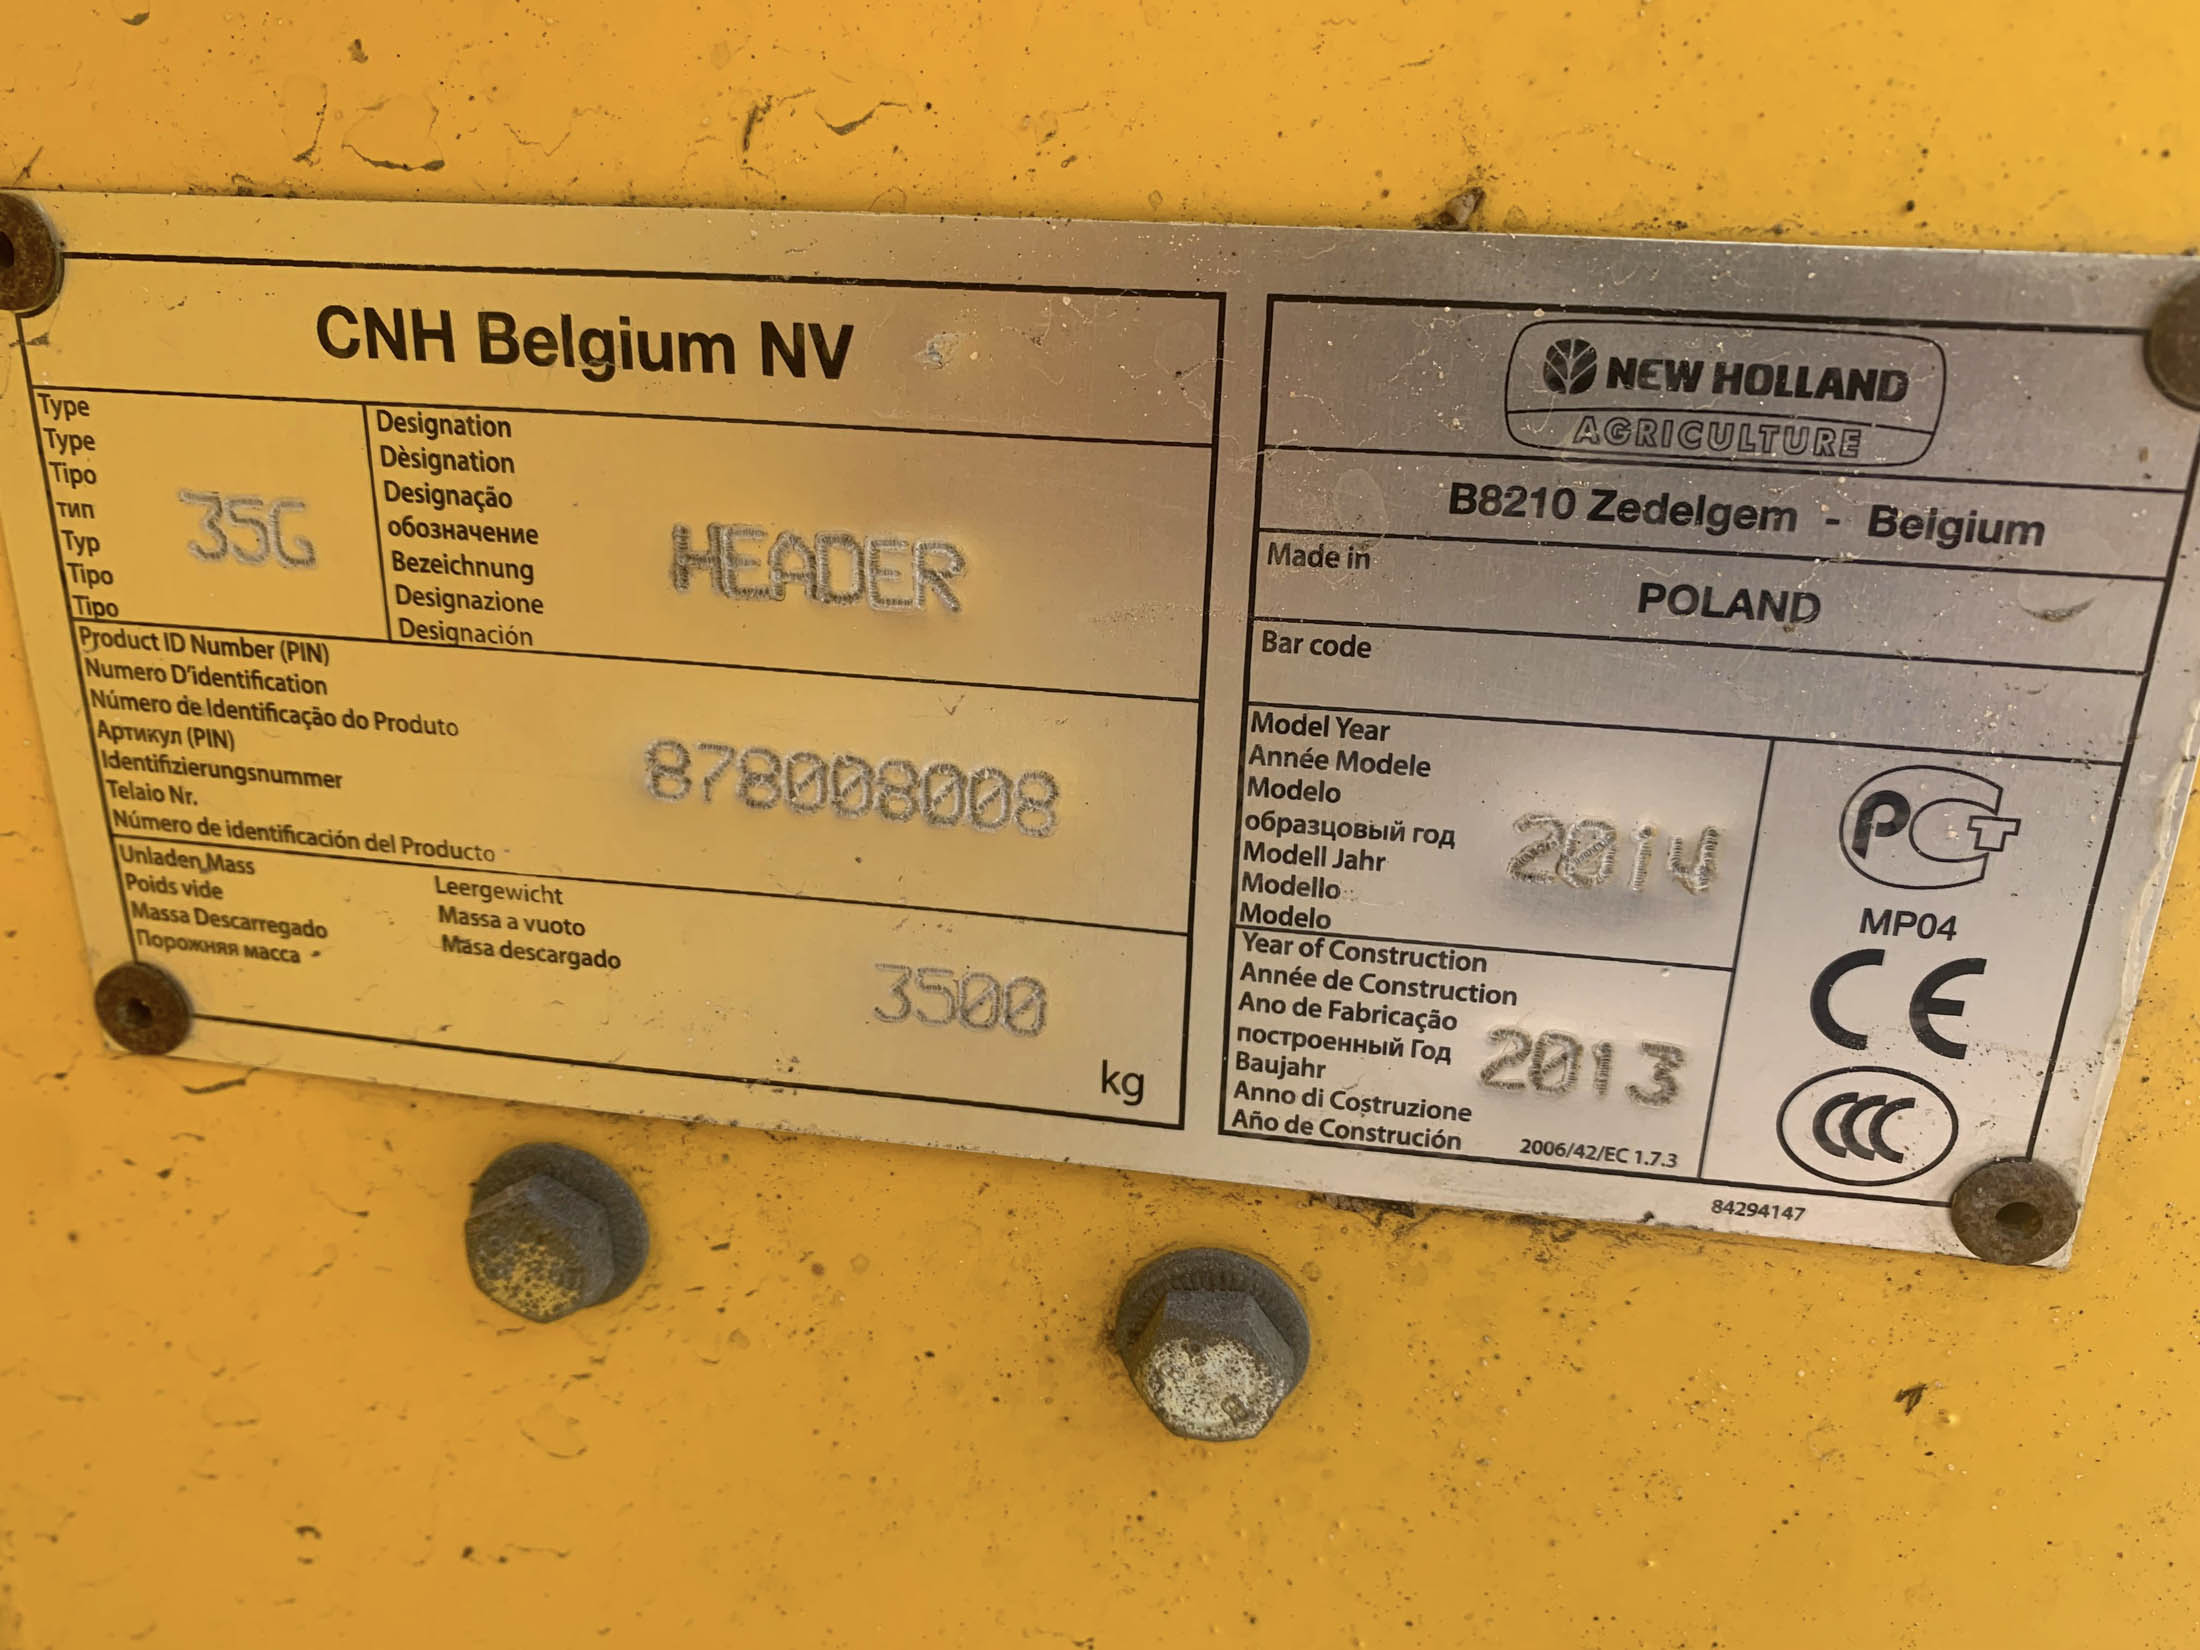 CNH Belgium NV
Type
Type
Tipo
тип
Typ
Tipo
Tipo
35G
Designation
Dèsignation
Designação
обозначение
Bezeichnung
Designazione
Designación
HEADER
Product ID Number (PIN)
Numero D'identification
Número de Identificação do Produto
Артикул (PIN)
Identifizierungsnummer
Telaio Nr.
Número de identificación del Producto
878008008
Unladen Mass
Poids vide
Massa Descarregado
Порожняя масса
Leergewicht
Massa a vuoto
Masa descargado
3500
kg
NEW HOLLAND
AGRICULTURE
B8210 Zedelgem - Belgium
Made in
POLAND
Bar code
Model Year
Année Modele
Modelo
образцовый год
Modell Jahr
Modello
Modelo
2014
Year of Construction
Année de Construction
Ano de Fabricação
построенный Год
Baujahr
Anno di Costruzione
Año de Construción
2013
2006/42/EC 1.7.3
PCT
MP04
CE
CCC
84294147